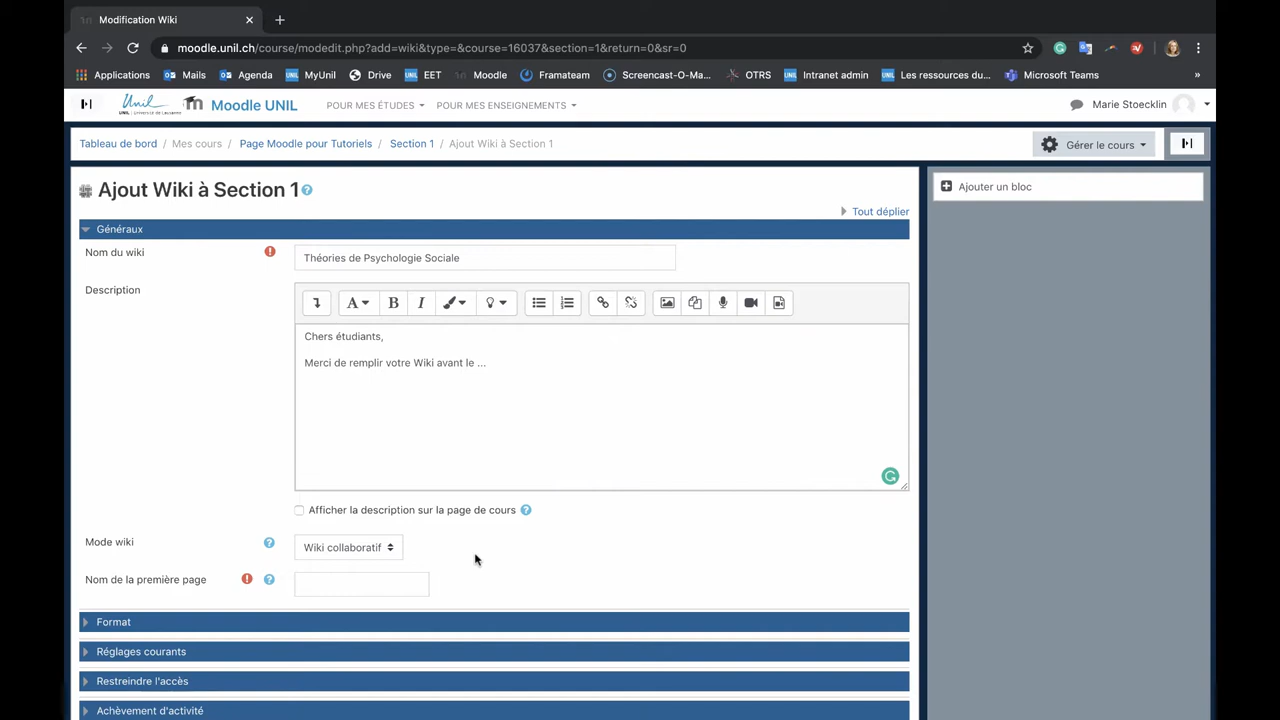 Modification Wiki
moodle.unil.ch/course/modedit.php?add=wiki&type=&course=16037&section=1&return=0&sr=0
Applications Mails Agenda MyUnil Drive EET Moodle Framateam Screencast-O-Ma... OTRS Intranet admin Les ressources du... Microsoft Teams »
Unil Moodle UNIL POUR MES ÉTUDES POUR MES ENSEIGNEMENTS Marie Stoecklin
UNIL | Université de Lausanne
Tableau de bord / Mes cours / Page Moodle pour Tutoriels / Section 1 / Ajout Wiki à Section 1 Gérer le cours
Ajouter un bloc
Ajout Wiki à Section 1
Tout déplier
Généraux
Nom du wiki Théories de Psychologie Sociale
Description
Chers étudiants,
Merci de remplir votre Wiki avant le ...
Afficher la description sur la page de cours
Mode wiki Wiki collaboratif
Nom de la première page
Format
Réglages courants
Restreindre l'accès
Achèvement d'activité